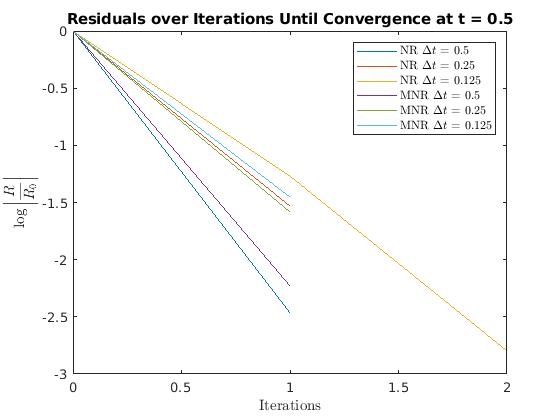 Residuals over Iterations Until Convergence at t = 0.5
0
-0.5
-1
-1.5
-2
-2.5
-3
log |R/R₀|
NR Δt = 0.5
NR Δt = 0.25
NR Δt = 0.125
MNR Δt = 0.5
MNR Δt = 0.25
MNR Δt = 0.125
0 0.5 1 1.5 2
Iterations